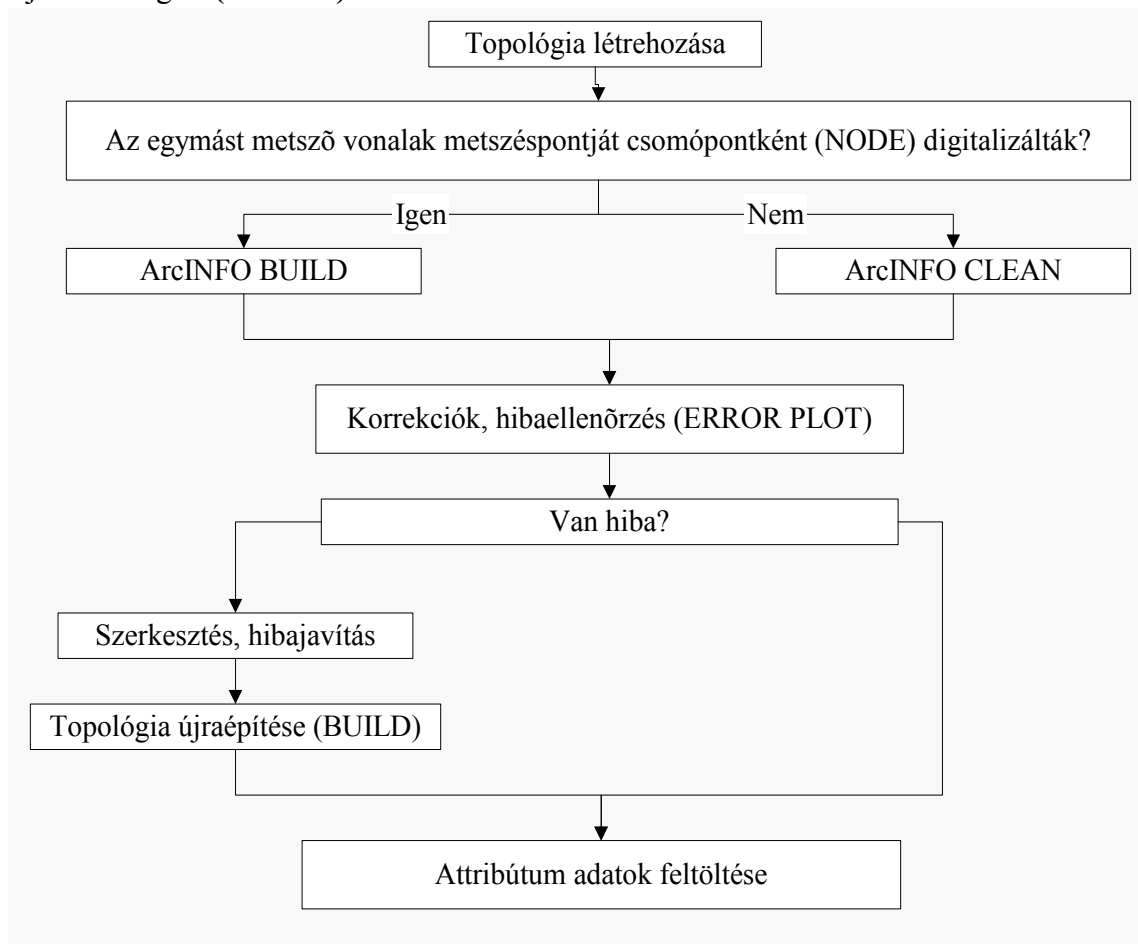 Topológia létrehozása
Az egymást metszõ vonalak metszéspontját csomópontként (NODE) digitalizálták?
Igen
Nem
ArcINFO BUILD
ArcINFO CLEAN
Korrekciók, hibaellenõrzés (ERROR PLOT)
Van hiba?
Szerkesztés, hibajavítás
Topológia újraépítése (BUILD)
Attribútum adatok feltöltése